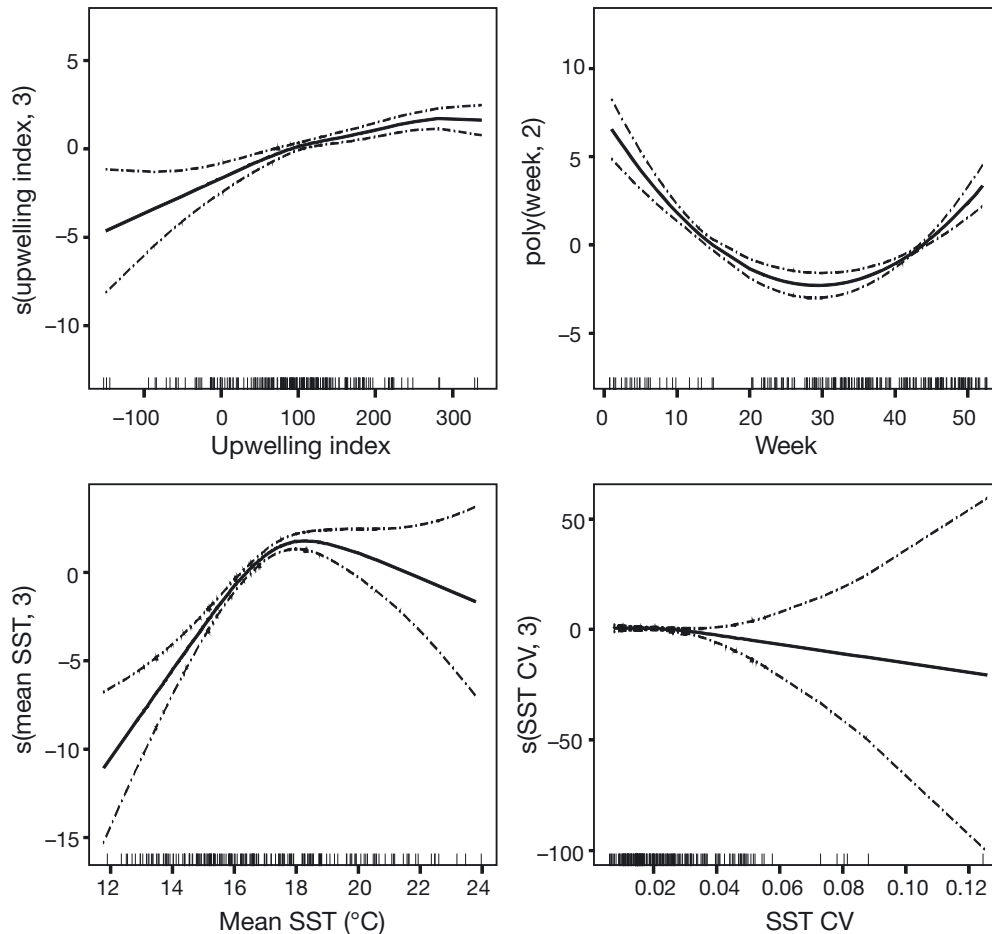 s(upwelling index, 3)
5
0
−5
−10
−100 0 100 200 300
Upwelling index
poly(week, 2)
10
5
0
−5
0 10 20 30 40 50
Week
s(mean SST, 3)
0
−5
−10
−15
12 14 16 18 20 22 24
Mean SST (°C)
s(SST CV, 3)
50
0
−50
−100
0.02 0.04 0.06 0.08 0.10 0.12
SST CV